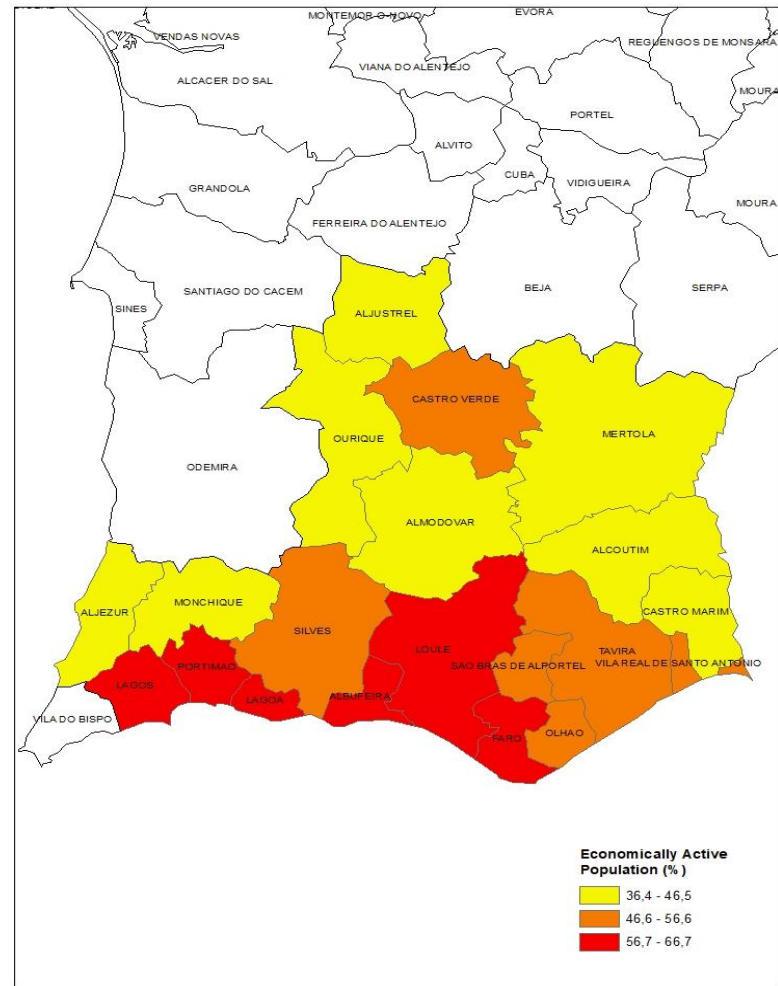 MONTEMOR-O-NOVO
EVORA
VENDAS NOVAS
REGUENGOS DE MONSARA
VIANA DO ALENTEJO
ALCACER DO SAL
MOURA
PORTEL
ALVITO
CUBA
VIDIGUEIRA
GRANDOLA
MOURA
FERREIRA DO ALENTEJO
SANTIAGO DO CACEM
BEJA
SERPA
SINES
ALJUSTREL
CASTRO VERDE
OURIQUE
MERTOLA
ODEMIRA
ALMODOVAR
ALCOUTIM
MONCHIQUE
ALJEZUR
CASTRO MARIM
SILVES
LOULE
TAVIRA
SAO BRAS DE ALPORTEL
VILA REAL DE SANTO ANTONIO
PORTIMAO
LAGOS
LAGOA
ALBUFEIRA
VILA DO BISPO
FARO
OLHAO
Economically Active
Population (%)
36,4 - 46,5
46,6 - 56,6
56,7 - 66,7